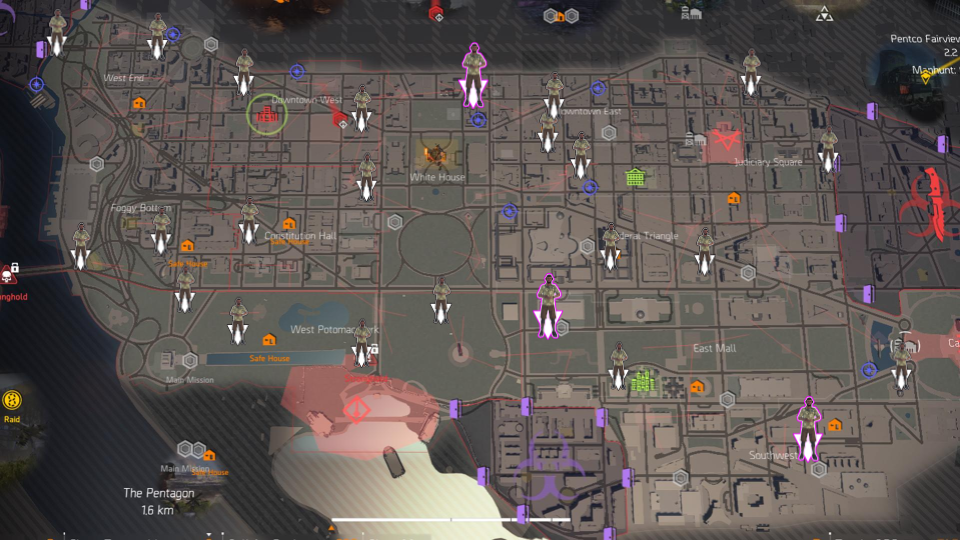 Pentco Fairview
2.2
Manhunt:
West End
Downtown West
Downtown East
Judiciary Square
White House
Foggy Bottom
Constitution Hall
Safe House
Federal Triangle
Safe House
West Potomac Park
East Mall
Safe House
Main Mission
Raid
Southwest
Main Mission
Safe House
The Pentagon
1.6 km